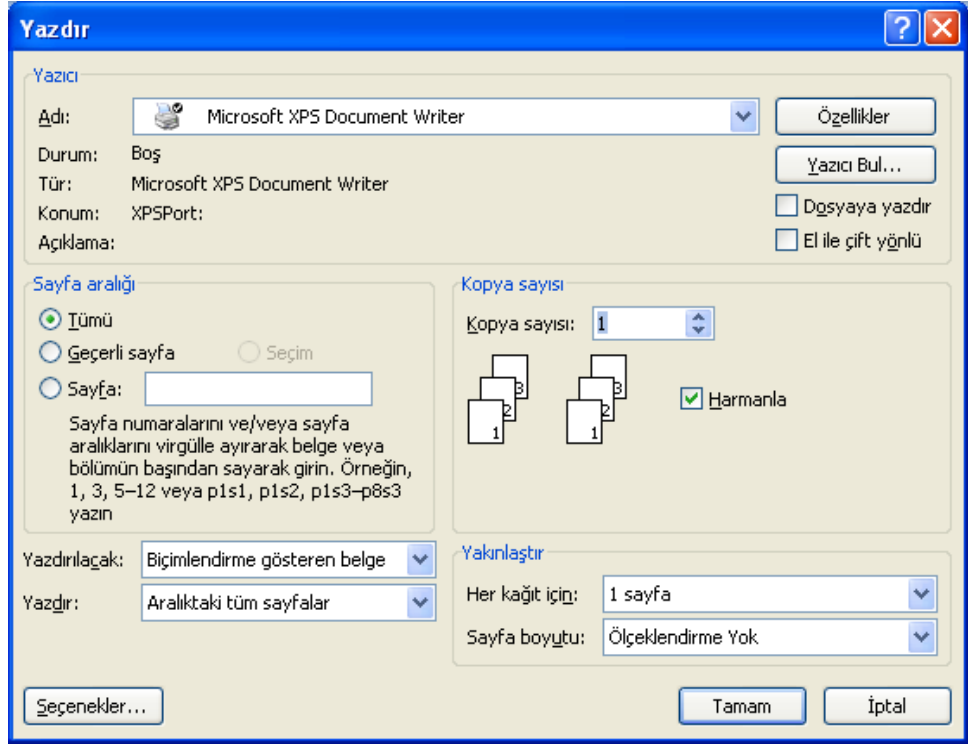 Yazdır
Yazıcı
Adı: Microsoft XPS Document Writer
Özellikler
Durum: Boş
Yazıcı Bul...
Tür: Microsoft XPS Document Writer
Konum: XPSPort:
Dosyaya yazdır
Açıklama:
El ile çift yönlü
Sayfa aralığı
Tümü
Geçerli sayfa Seçim
Sayfa:
Sayfa numaralarını ve/veya sayfa
aralıklarını virgülle ayırarak belge veya
bölümün başından sayarak girin. Örneğin,
1, 3, 5–12 veya p1s1, p1s2, p1s3–p8s3
yazın
Kopya sayısı
Kopya sayısı: 1
3 3
2 2
1 1
Harmanla
Yazdırılacak: Biçimlendirme gösteren belge
Yazdır: Aralıktaki tüm sayfalar
Yakınlaştır
Her kağıt için: 1 sayfa
Sayfa boyutu: Ölçeklendirme Yok
Seçenekler...
Tamam
İptal